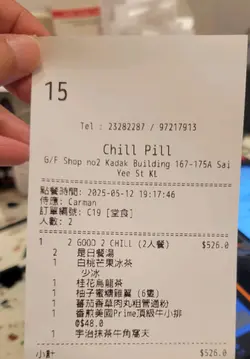 15
Tel : 23282287 / 97217913
Chill Pill
G/F Shop no2 Kadak Building 167-175A Sai
Yee St KL
點餐時間: 2025-05-12 19:17:46
侍應: Carman
訂單編號: C19 [堂食]
人數: 2
1 2 GOOD 2 CHILL (2人餐) $526.0
2 是日餐湯
1 白桃芒果冰茶
少冰
1 桂花烏龍茶
1 柚子蜜糖雞翼 (6隻)
1 蕃茄香草肉丸粗管通粉
1 香煎美國Prime頂級牛小排
@$48.0
1 宇治抹茶牛角窩夫
小計 $526.0